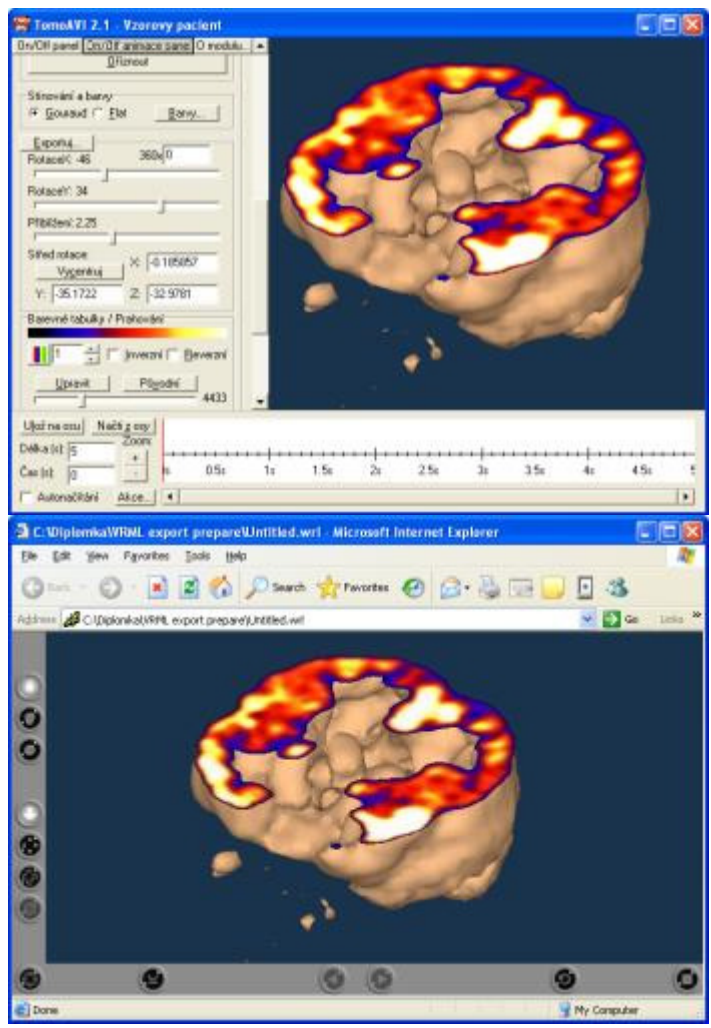 TomoAVI 2.1 - Vzorovy pacient
On/Off panel On/Off animace pane O modulu..
Oříznout
Stínování a barvy
Gouraud Flat Barvy...
Exportuj...
RotaceX: -46 360x 0
RotaceY: 34
Přiblížení: 2.25
Střed rotace
Vycentruj X: -0.185857
Y: -35.1722 Z: -32.9781
Barevné tabulky / Prahování
1 Inverzní Reverzní
Upravit Původní
4433
Ulož na osu Načti z osy
Délka (s): 5 Zoom:
+
-
Čas (s): 0
0.5s 1s 1.5s 2s 2.5s 3s 3.5s 4s 4.5s 5
Autonačítání Akce...
C:\Diplomka\VRML export prepare\Untitled.wrl - Microsoft Internet Explorer
File Edit View Favorites Tools Help
Back Search Favorites
Address C:\Diplomka\VRML export prepare\Untitled.wrl Go Links »
Done My Computer